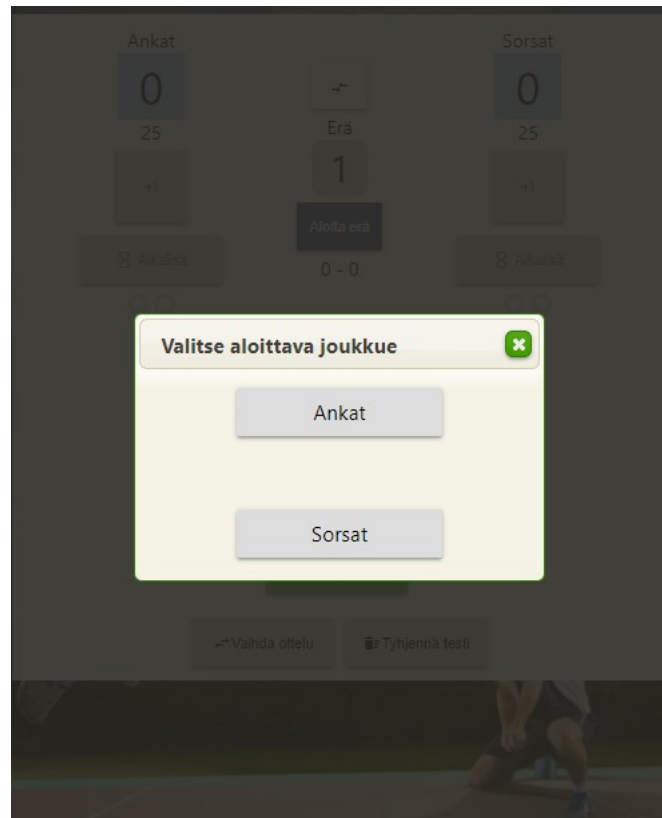 Ankat
Sorsat
0
0
25
Erä
25
+1
1
+1
Aloita erä
Aikalisä
0 - 0
Aikalisä
Valitse aloittava joukkue
Ankat
Sorsat
Vaihda ottelu
Tyhjennä testi